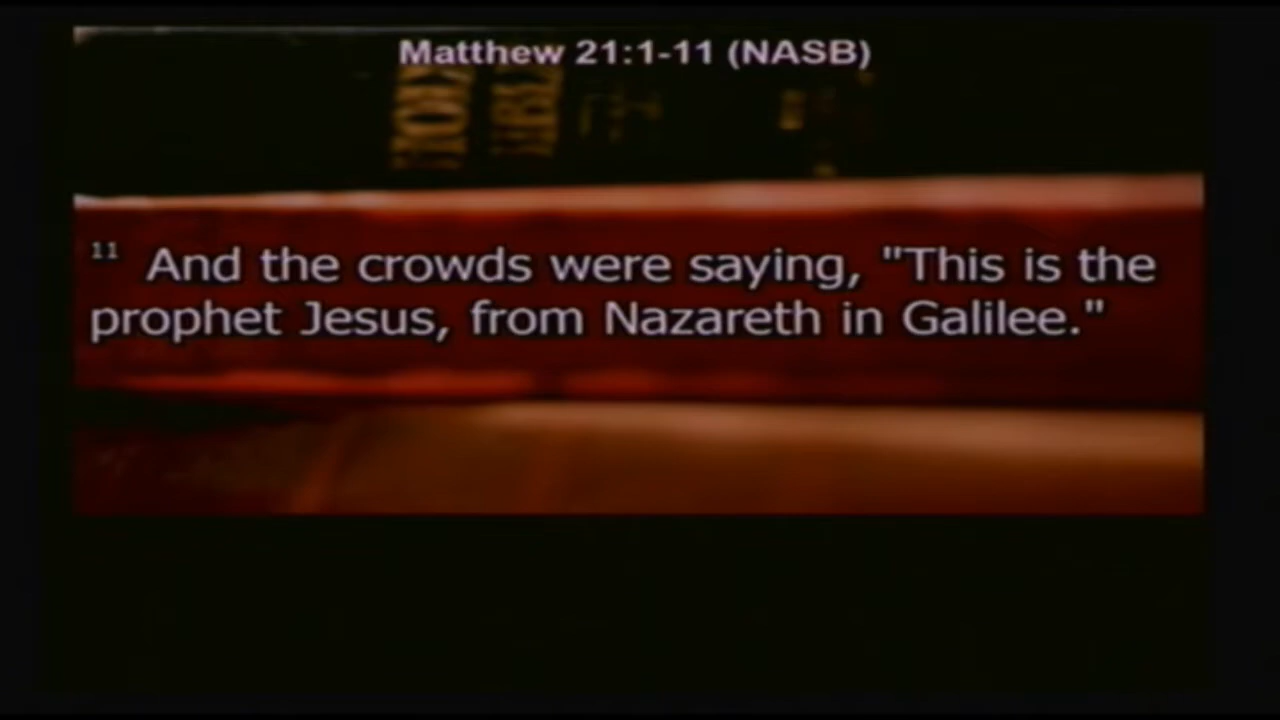 Matthew 21:1-11 (NASB)
11 And the crowds were saying, "This is the
prophet Jesus, from Nazareth in Galilee."